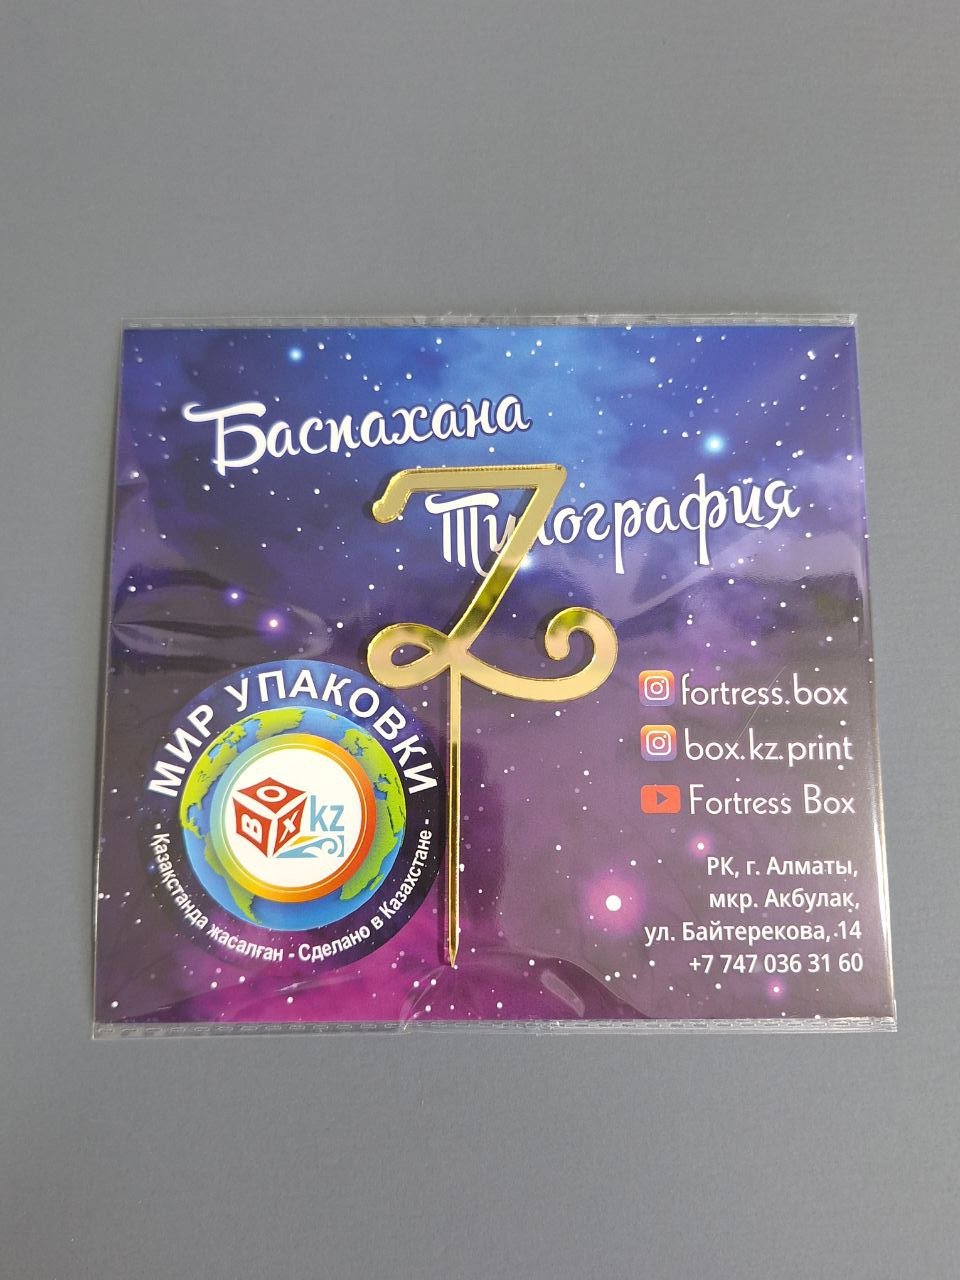 Баспахана
Типография
Z
МИР УПАКОВКИ
BOX kz
- Қазақстанда жасалған - Сделано в Казахстане -
fortress.box
box.kz.print
Fortress Box
РК, г. Алматы,
мкр. Акбулак,
ул. Байтерекова, 14
+7 747 036 31 60